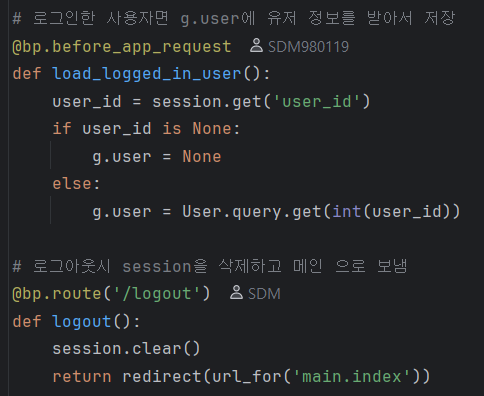 # 로그인한 사용자면 g.user에 유저 정보를 받아서 저장
@bp.before_app_request SDM980119
def load_logged_in_user():
    user_id = session.get('user_id')
    if user_id is None:
        g.user = None
    else:
        g.user = User.query.get(int(user_id))
# 로그아웃시 session을 삭제하고 메인 으로 보냄
@bp.route('/logout') SDM
def logout():
    session.clear()
    return redirect(url_for('main.index'))